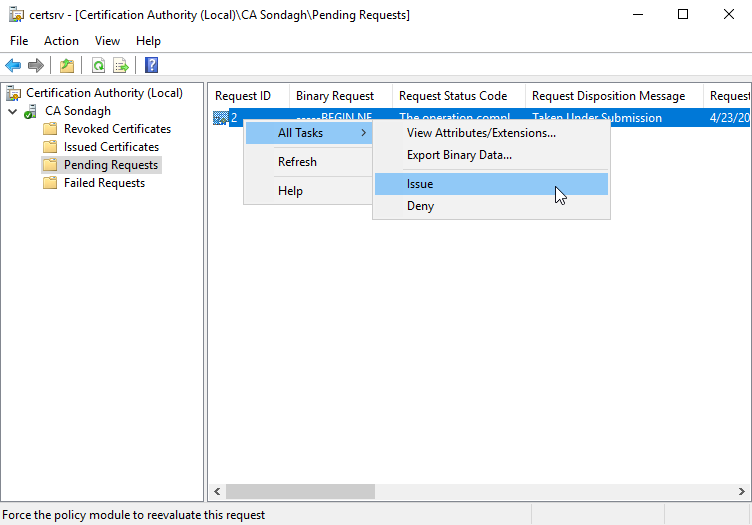 certsrv - [Certification Authority (Local)\CA Sondagh\Pending Requests]
File Action View Help
Certification Authority (Local)
CA Sondagh
Revoked Certificates
Issued Certificates
Pending Requests
Failed Requests
Request ID Binary Request Request Status Code Request Disposition Message Request
2 -----BEGIN NE... The operation compl... Taken Under Submission 4/23/20
All Tasks
Refresh
Help
View Attributes/Extensions...
Export Binary Data...
Issue
Deny
Force the policy module to reevaluate this request